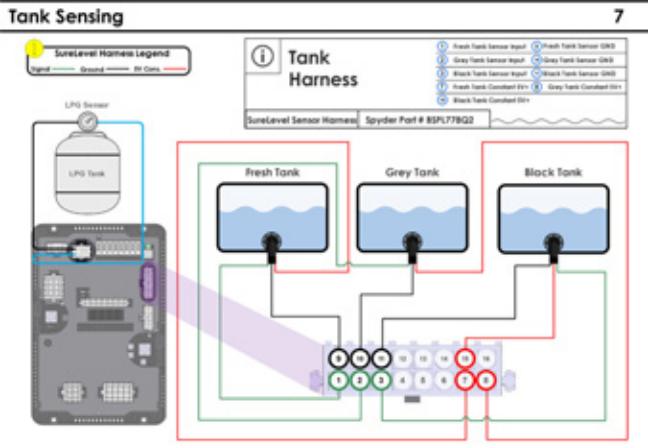 Tank Sensing 7
SureLevel Harness Legend
Signal Ground 5V Cons.
Tank Harness
1 Fresh Tank Sensor Input 9 Fresh Tank Sensor GND
2 Grey Tank Sensor Input 10 Grey Tank Sensor GND
3 Black Tank Sensor Input 11 Black Tank Sensor GND
7 Fresh Tank Constant 5V+ 8 Grey Tank Constant 5V+
15 Black Tank Constant 5V+
SureLevel Sensor Harness Spyder Part # 8SPL77BQ2
LPG Sensor
LPG Tank
Fresh Tank
Grey Tank
Black Tank
9 10 11 12 13 14 15 16
1 2 3 4 5 6 7 8